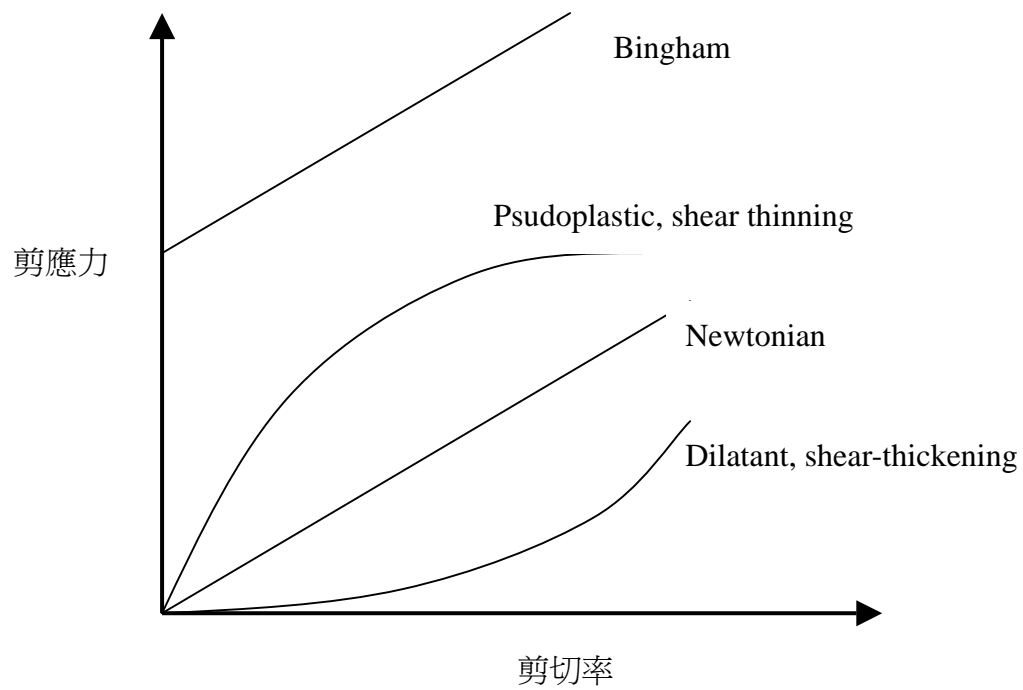 Bingham
Psudoplastic, shear thinning
剪應力
Newtonian
Dilatant, shear-thickening
剪切率